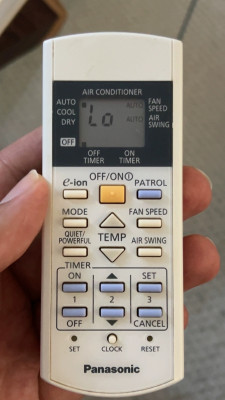 AIR CONDITIONER
AUTO
COOL
DRY
OFF
Lo
AUTO
AUTO
FAN SPEED
AIR SWING
OFF TIMER
ON TIMER
OFF/ON
e-ion
PATROL
MODE
FAN SPEED
QUIET/
POWERFUL
TEMP
AIR SWING
TIMER
ON
SET
1
2
3
OFF
CANCEL
SET
CLOCK
RESET
Panasonic